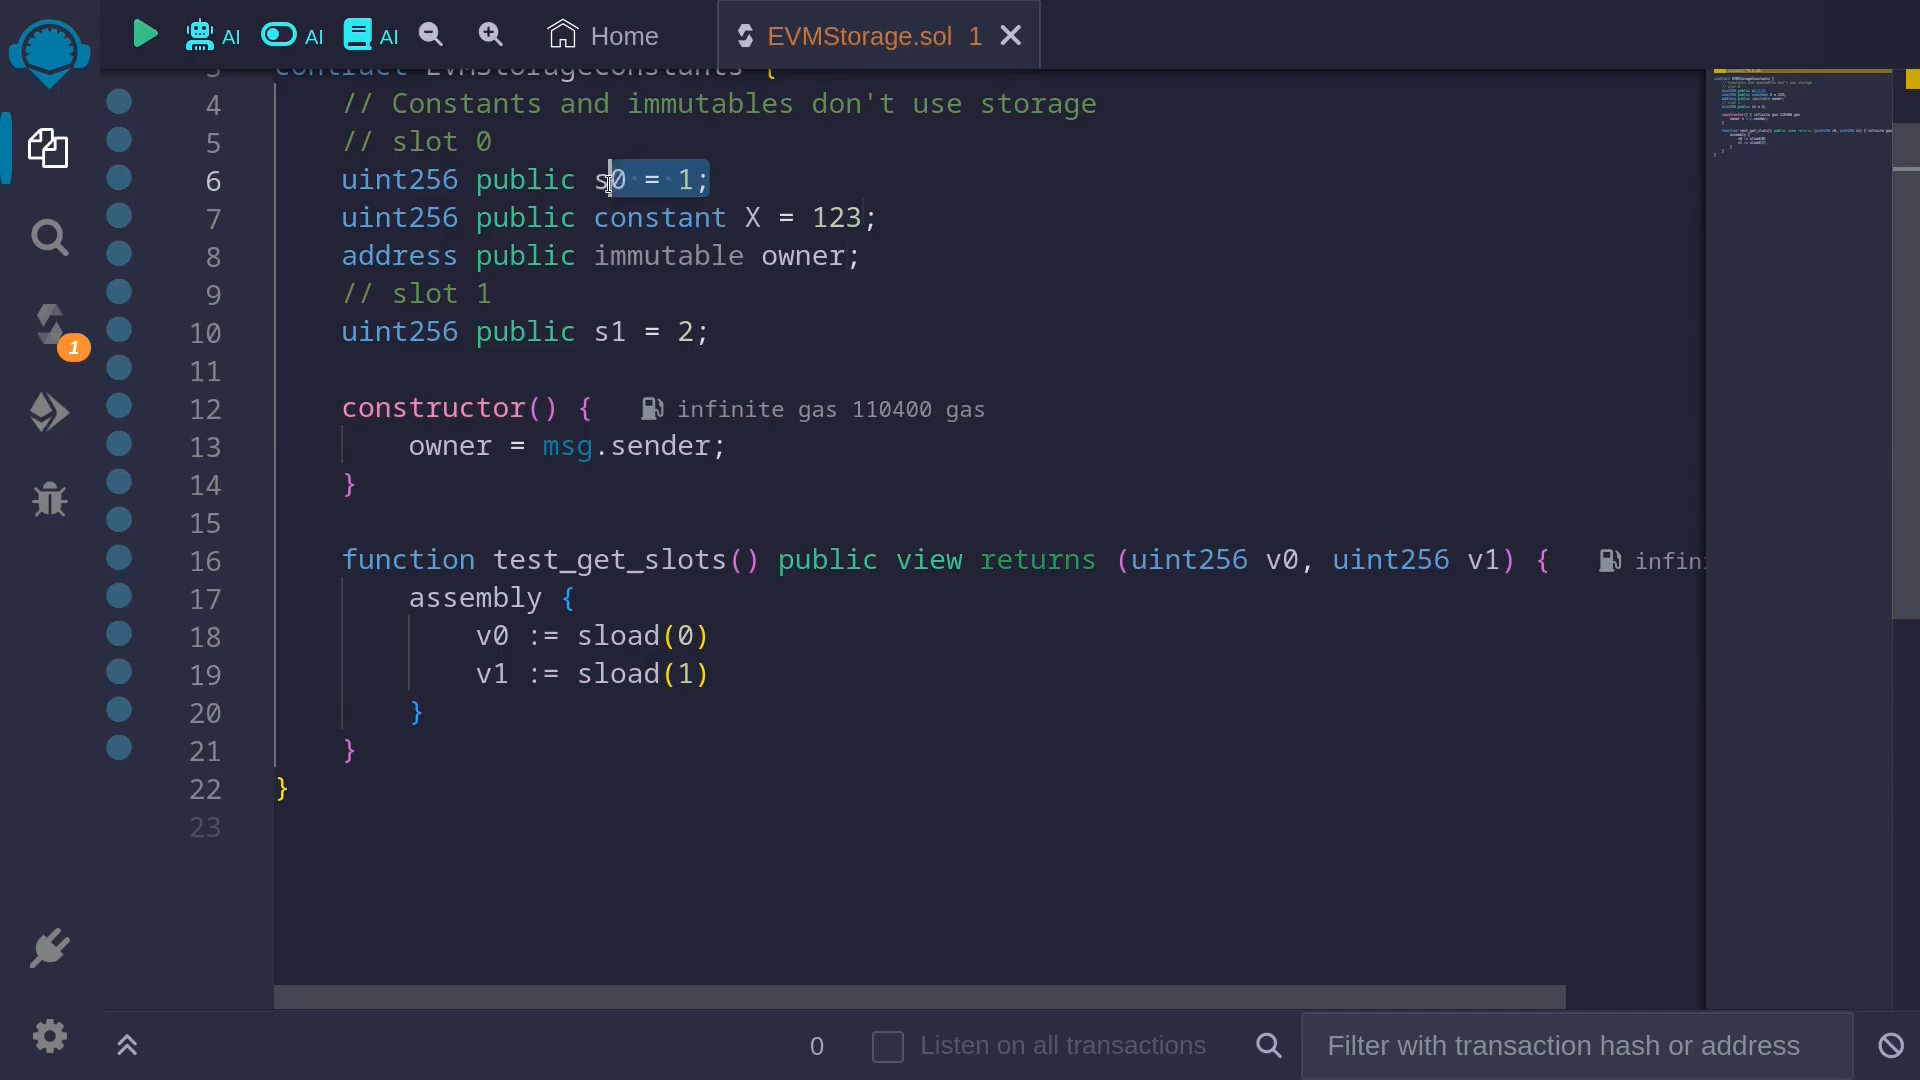 AI AI AI Home EVMStorage.sol 1
3 contract EVMStorageConstants {
4 // Constants and immutables don't use storage
5 // slot 0
6 uint256 public s0 = 1;
7 uint256 public constant X = 123;
8 address public immutable owner;
9 // slot 1
10 uint256 public s1 = 2;
11
12 constructor() { infinite gas 110400 gas
13 owner = msg.sender;
14 }
15
16 function test_get_slots() public view returns (uint256 v0, uint256 v1) { infini
17 assembly {
18 v0 := sload(0)
19 v1 := sload(1)
20 }
21 }
22 }
23
1
0 Listen on all transactions Filter with transaction hash or address